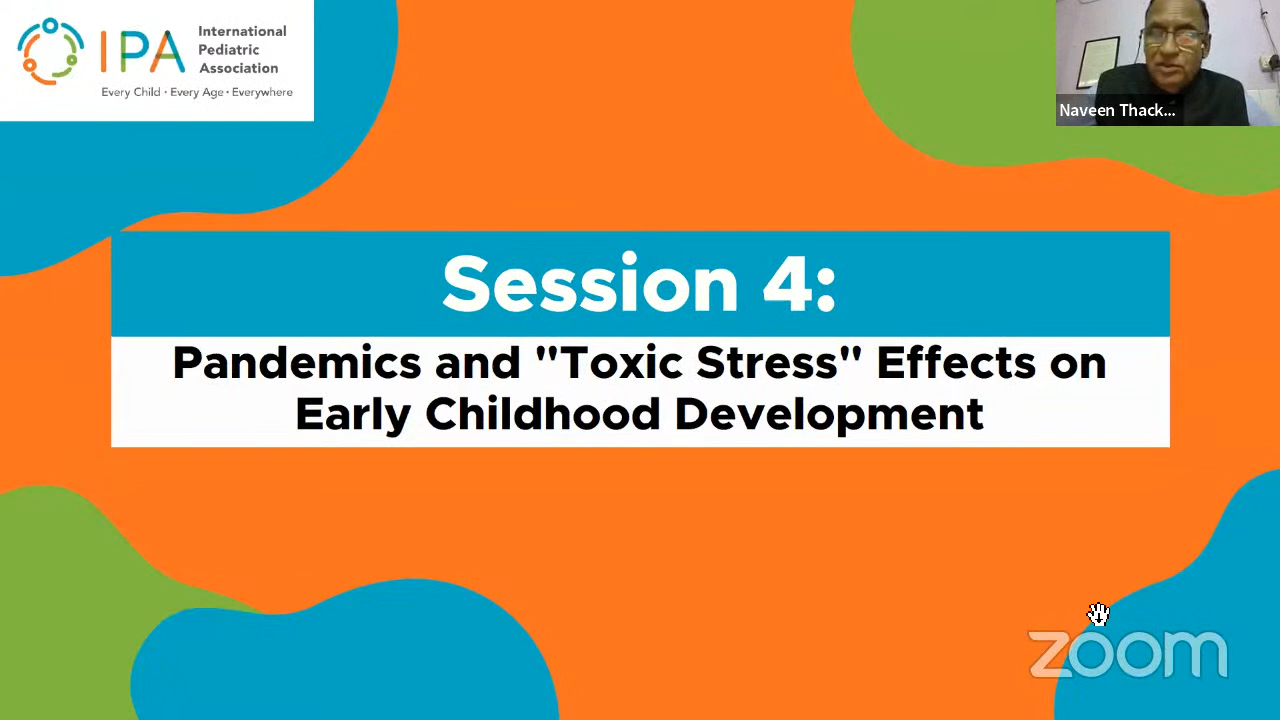 IPA
International
Pediatric
Association
Every Child · Every Age · Everywhere
Naveen Thack...
Session 4:
Pandemics and "Toxic Stress" Effects on
Early Childhood Development
zoom